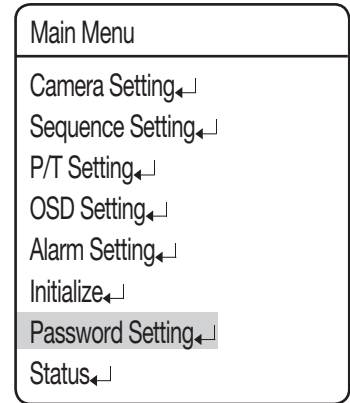 Main Menu
Camera Setting↵
Sequence Setting↵
P/T Setting↵
OSD Setting↵
Alarm Setting↵
Initialize↵
Password Setting↵
Status↵